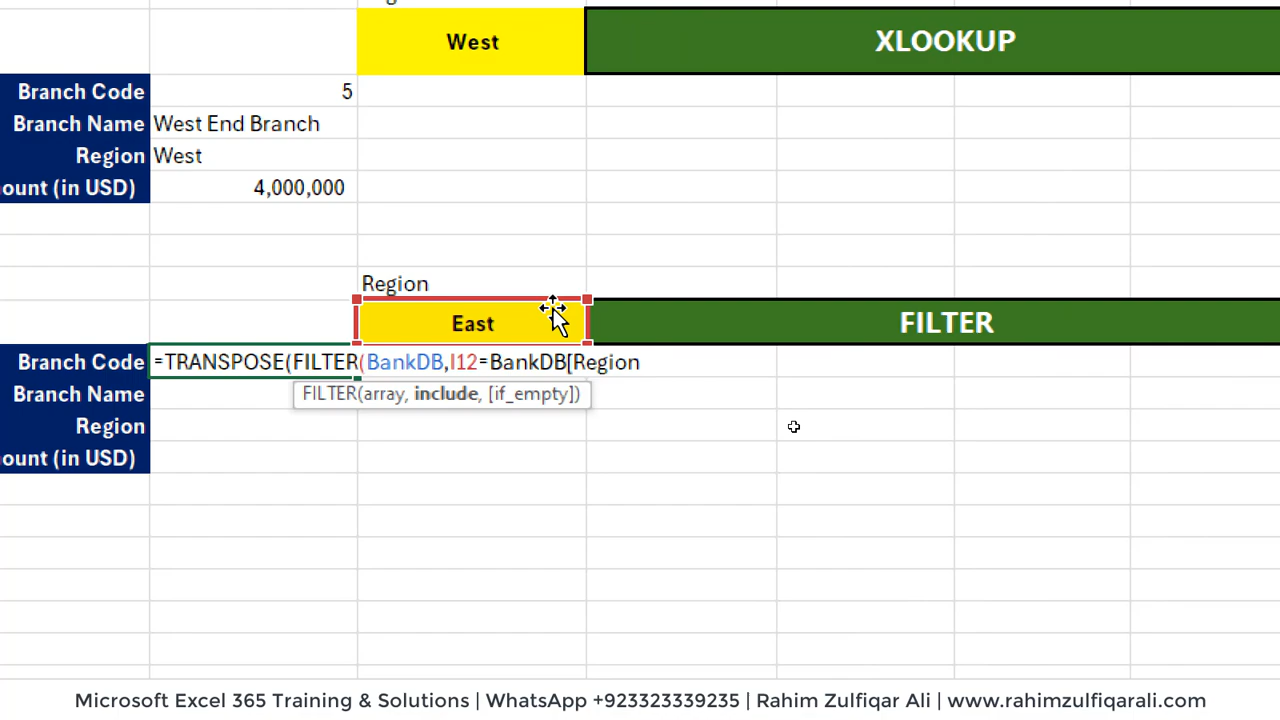 West
XLOOKUP
Branch Code
5
Branch Name
West End Branch
Region
West
ount (in USD)
4,000,000
Region
East
FILTER
Branch Code
=TRANSPOSE(FILTER(BankDB,I12=BankDB[Region
Branch Name
FILTER(array, include, [if_empty])
Region
ount (in USD)
Microsoft Excel 365 Training & Solutions | WhatsApp +923323339235 | Rahim Zulfiqar Ali | www.rahimzulfiqarali.com